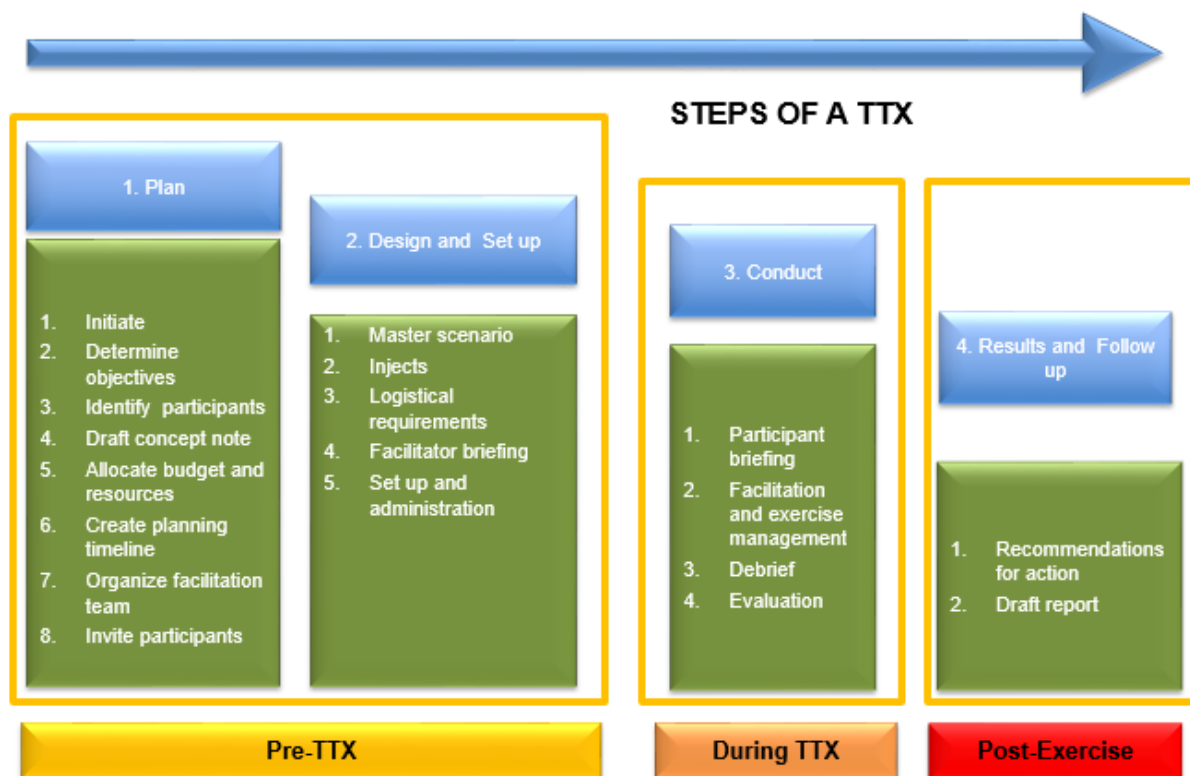 STEPS OF A TTX
1. Plan
1. Initiate
2. Determine
objectives
3. Identify participants
4. Draft concept note
5. Allocate budget and
resources
6. Create planning
timeline
7. Organize facilitation
team
8. Invite participants
2. Design and Set up
1. Master scenario
2. Injects
3. Logistical
requirements
4. Facilitator briefing
5. Set up and
administration
3. Conduct
1. Participant
briefing
2. Facilitation
and exercise
management
3. Debrief
4. Evaluation
4. Results and Follow
up
1. Recommendations
for action
2. Draft report
Pre-TTX
During TTX
Post-Exercise